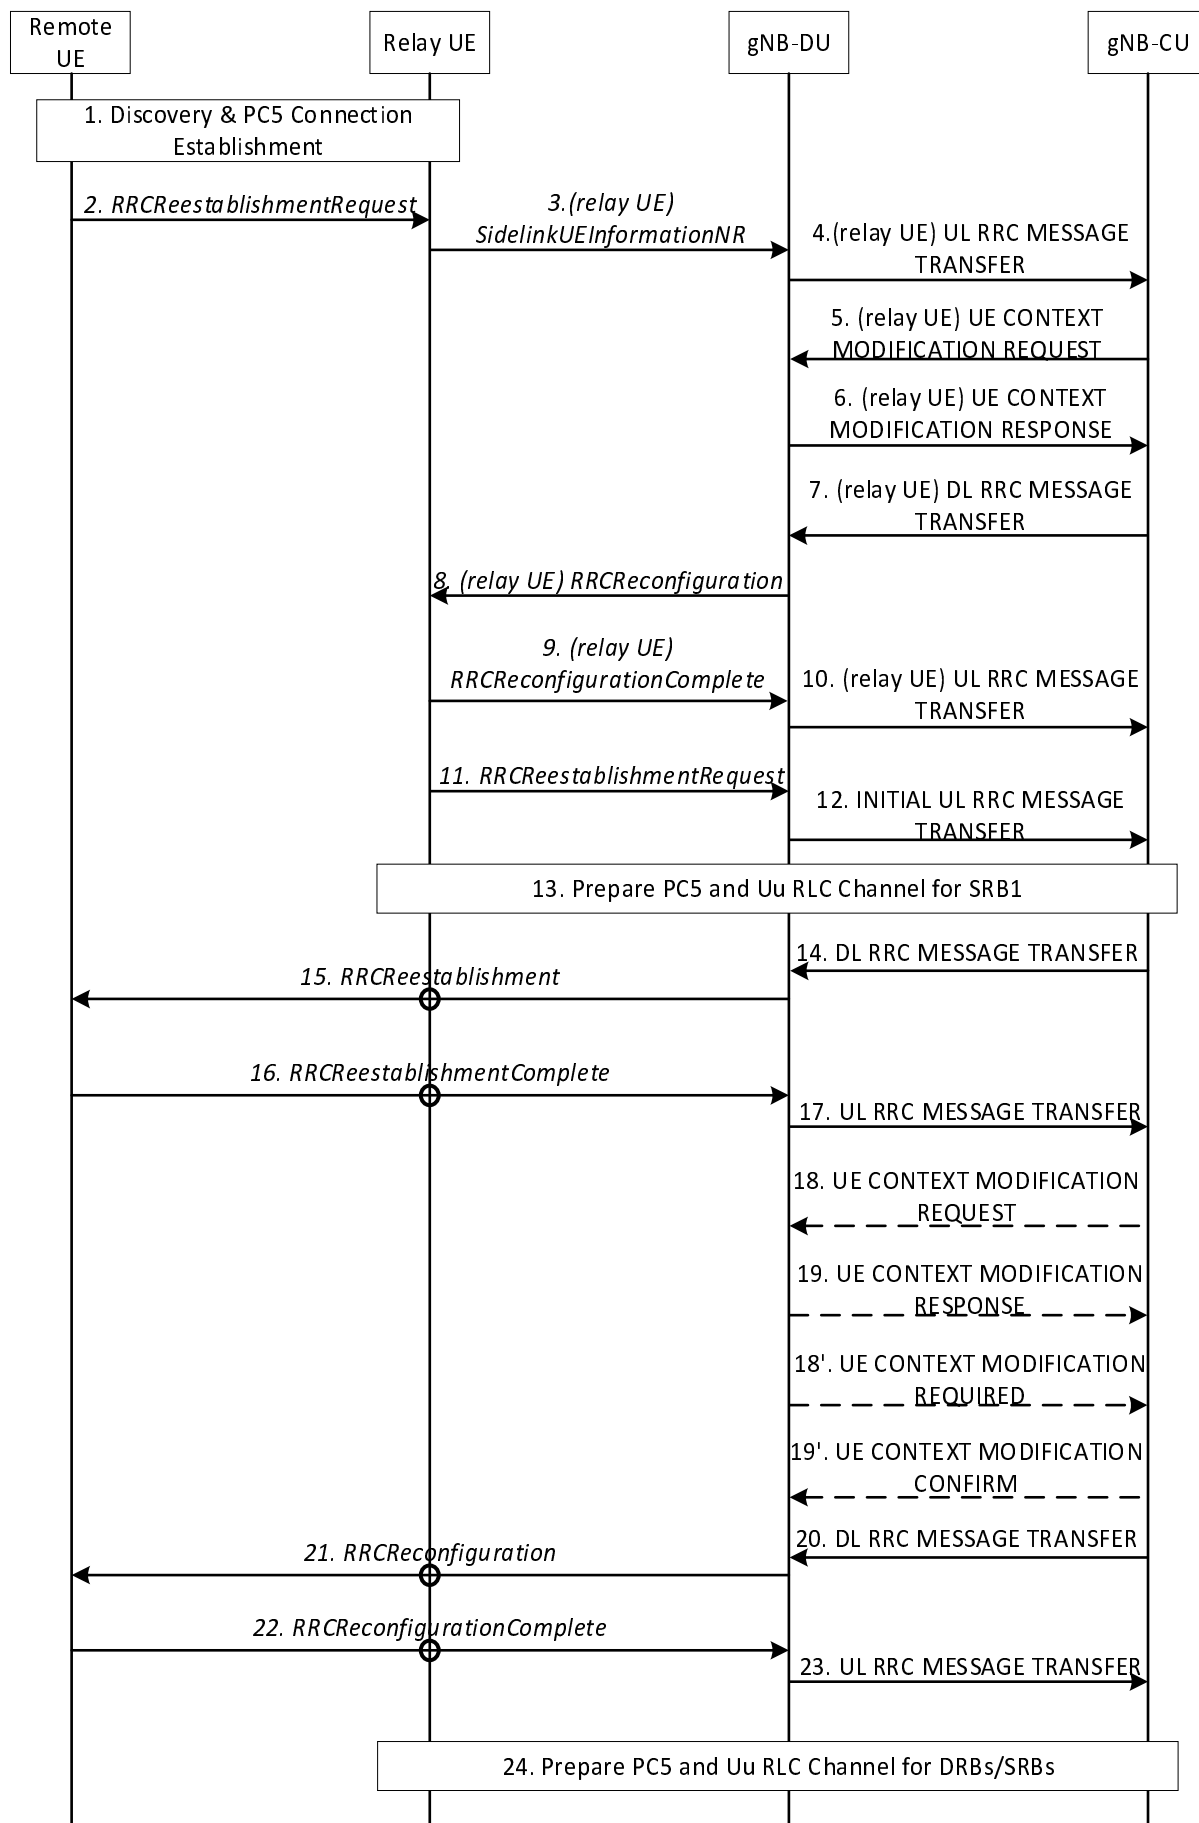 Remote
UE
Relay UE
gNB-DU
gNB-CU
1. Discovery & PC5 Connection
Establishment
2. RRCReestablishmentRequest
3.(relay UE)
SidelinkUEInformationNR
4.(relay UE) UL RRC MESSAGE
TRANSFER
5. (relay UE) UE CONTEXT
MODIFICATION REQUEST
6. (relay UE) UE CONTEXT
MODIFICATION RESPONSE
7. (relay UE) DL RRC MESSAGE
TRANSFER
8. (relay UE) RRCReconfiguration
9. (relay UE)
RRCReconfigurationComplete
10. (relay UE) UL RRC MESSAGE
TRANSFER
11. RRCReestablishmentRequest
12. INITIAL UL RRC MESSAGE
TRANSFER
13. Prepare PC5 and Uu RLC Channel for SRB1
14. DL RRC MESSAGE TRANSFER
15. RRCReestablishment
16. RRCReestablishmentComplete
17. UL RRC MESSAGE TRANSFER
18. UE CONTEXT MODIFICATION
REQUEST
19. UE CONTEXT MODIFICATION
RESPONSE
18'. UE CONTEXT MODIFICATION
REQUIRED
19'. UE CONTEXT MODIFICATION
CONFIRM
20. DL RRC MESSAGE TRANSFER
21. RRCReconfiguration
22. RRCReconfigurationComplete
23. UL RRC MESSAGE TRANSFER
24. Prepare PC5 and Uu RLC Channel for DRBs/SRBs